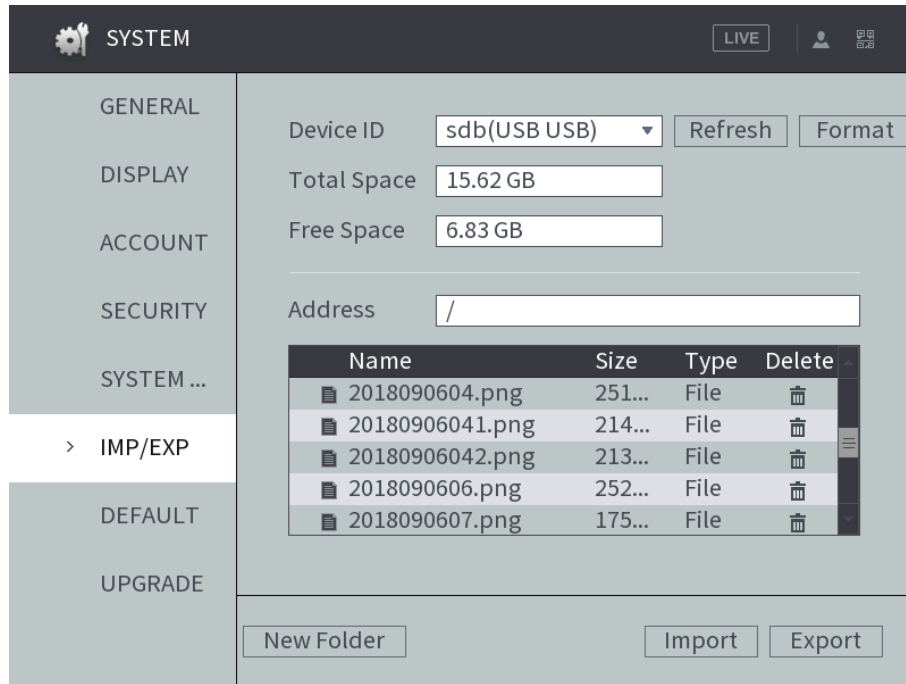 SYSTEM
LIVE
GENERAL
DISPLAY
ACCOUNT
SECURITY
SYSTEM ...
> IMP/EXP
DEFAULT
UPGRADE
Device ID sdb(USB USB) Refresh Format
Total Space 15.62 GB
Free Space 6.83 GB
Address /
Name Size Type Delete
2018090604.png 251... File
20180906041.png 214... File
20180906042.png 213... File
2018090606.png 252... File
2018090607.png 175... File
New Folder Import Export